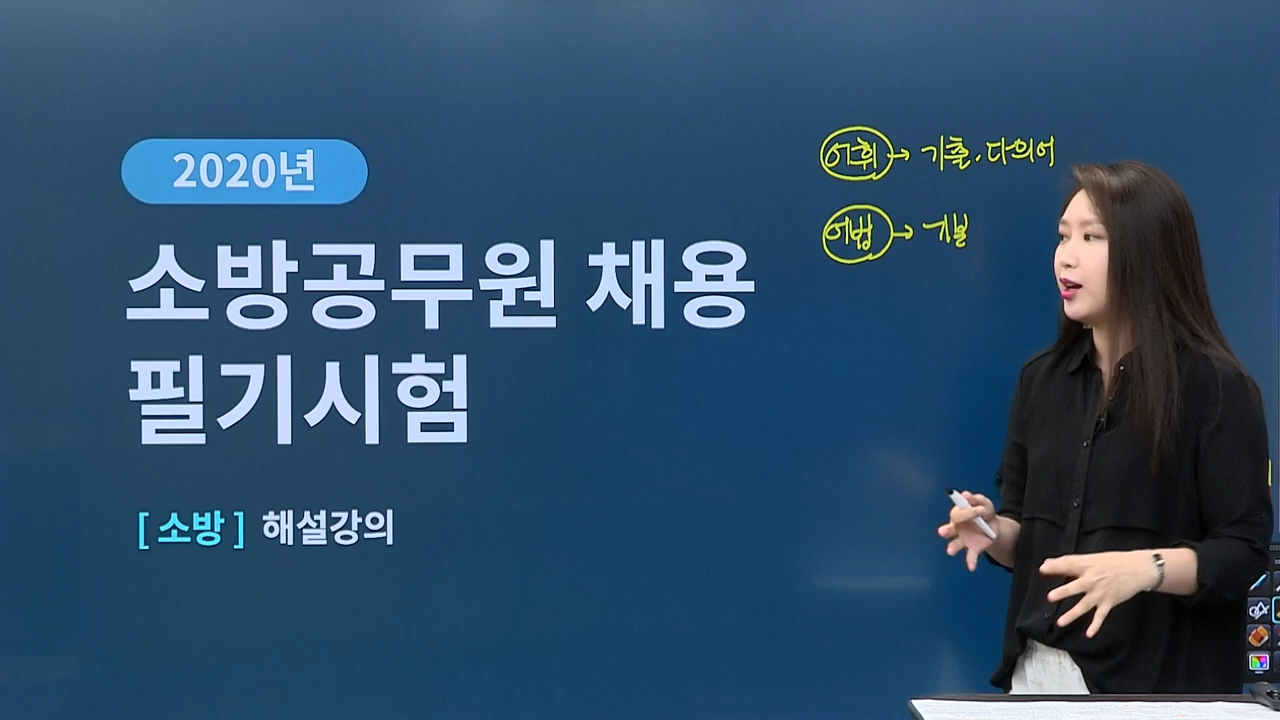 2020년
소방공무원 채용
필기시험
[ 소방 ] 해설강의
어휘 → 기출·다의어
어법 → 기본